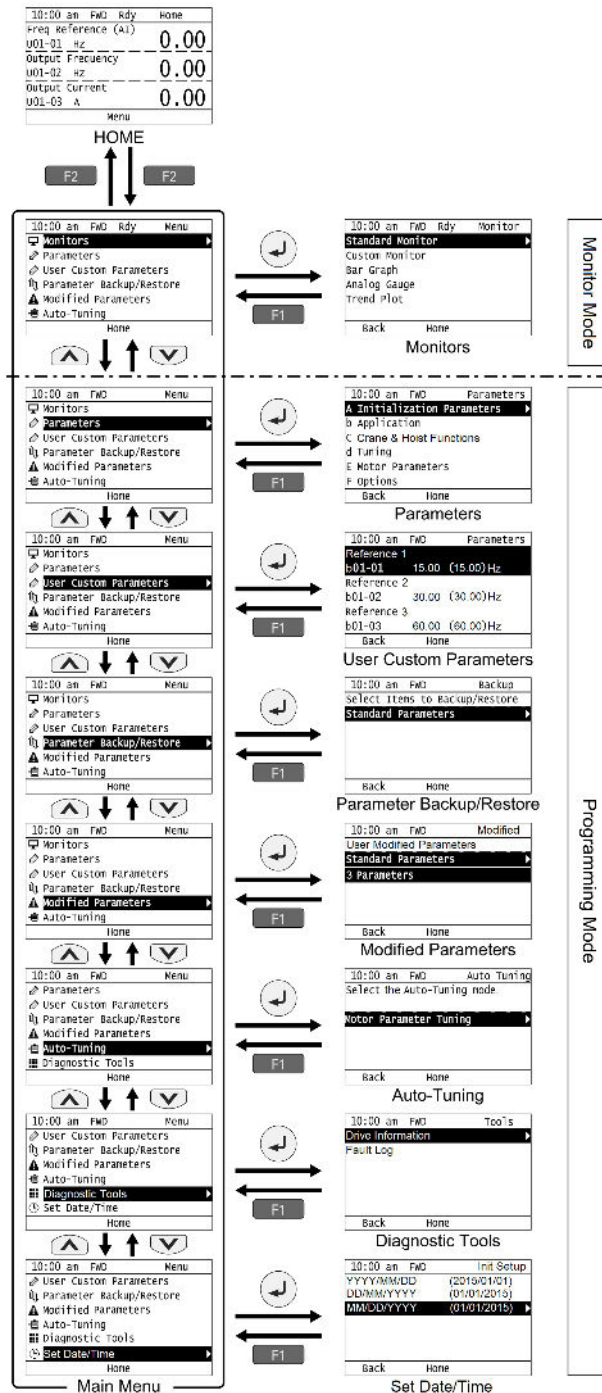 10:00 am FWD Rdy Home
Freq Reference (AI)
U01-01 Hz 0.00
Output Frequency
U01-02 Hz 0.00
Output Current
U01-03 A 0.00
Menu
HOME
F2 F2
10:00 am FWD Rdy Menu
Monitors
Parameters
User Custom Parameters
Parameter Backup/Restore
Modified Parameters
Auto-Tuning
Home
F1
10:00 am FWD Rdy Monitor
Standard Monitor
Custom Monitor
Bar Graph
Analog Gauge
Trend Plot
Back Home
Monitors
Monitor Mode
10:00 am FWD Menu
Monitors
Parameters
User Custom Parameters
Parameter Backup/Restore
Modified Parameters
Auto-Tuning
Home
F1
10:00 am FWD Parameters
A Initialization Parameters
b Application
C Crane & Hoist Functions
d Tuning
E Motor Parameters
F Options
Back Home
Parameters
10:00 am FWD Menu
Monitors
Parameters
User Custom Parameters
Parameter Backup/Restore
Modified Parameters
Auto-Tuning
Home
F1
10:00 am FWD Parameters
Reference 1
b01-01 15.00 (15.00)Hz
Reference 2
b01-02 30.00 (30.00)Hz
Reference 3
b01-03 60.00 (60.00)Hz
Back Home
User Custom Parameters
10:00 am FWD Menu
Monitors
Parameters
User Custom Parameters
Parameter Backup/Restore
Modified Parameters
Auto-Tuning
Home
F1
10:00 am FWD Backup
Select Items to Backup/Restore
Standard Parameters
Back Home
Parameter Backup/Restore
Programming Mode
10:00 am FWD Menu
Monitors
Parameters
User Custom Parameters
Parameter Backup/Restore
Modified Parameters
Auto-Tuning
Home
F1
10:00 am FWD Modified
User Modified Parameters
Standard Parameters
3 Parameters
Back Home
Modified Parameters
10:00 am FWD Menu
Parameters
User Custom Parameters
Parameter Backup/Restore
Modified Parameters
Auto-Tuning
Diagnostic Tools
Home
F1
10:00 am FWD Auto Tuning
Select the Auto-Tuning mode.
Motor Parameter Tuning
Back Home
Auto-Tuning
10:00 am FWD Menu
User Custom Parameters
Parameter Backup/Restore
Modified Parameters
Auto-Tuning
Diagnostic Tools
Set Date/Time
Home
F1
10:00 am FWD Tools
Drive Information
Fault Log
Back Home
Diagnostic Tools
10:00 am FWD Menu
User Custom Parameters
Parameter Backup/Restore
Modified Parameters
Auto-Tuning
Diagnostic Tools
Set Date/Time
Home
F1
10:00 am FWD Init Setup
YYYY/MM/DD (2015/01/01)
DD/MM/YYYY (01/01/2015)
MM/DD/YYYY (01/01/2015)
Back Home
Set Date/Time
Main Menu